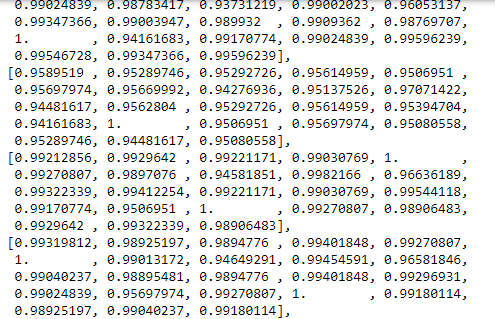 0.99024839, 0.98783417, 0.93731219, 0.99002023, 0.96053137,
0.99347366, 0.99003947, 0.989932  , 0.9909362 , 0.98769707,
1.        , 0.94161683, 0.99170774, 0.99024839, 0.99596239,
0.99546728, 0.99347366, 0.99596239],
[0.9589519 , 0.95289746, 0.95292726, 0.95614959, 0.9506951 ,
0.95697974, 0.95669992, 0.94276936, 0.95137526, 0.97071422,
0.94481617, 0.9562804 , 0.95292726, 0.95614959, 0.95394704,
0.94161683, 1.        , 0.9506951 , 0.95697974, 0.95080558,
0.95289746, 0.94481617, 0.95080558],
[0.99212856, 0.9929642 , 0.99221171, 0.99030769, 1.        ,
0.99270807, 0.9897076 , 0.94581851, 0.9982166 , 0.96636189,
0.99322339, 0.99412254, 0.99221171, 0.99030769, 0.99544118,
0.99170774, 0.9506951 , 1.        , 0.99270807, 0.98906483,
0.9929642 , 0.99322339, 0.98906483],
[0.99319812, 0.98925197, 0.9894776 , 0.99401848, 0.99270807,
1.        , 0.99013172, 0.94649291, 0.99454591, 0.96581846,
0.99040237, 0.98895481, 0.9894776 , 0.99401848, 0.99296931,
0.99024839, 0.95697974, 0.99270807, 1.        , 0.99180114,
0.98925197, 0.99040237, 0.99180114],